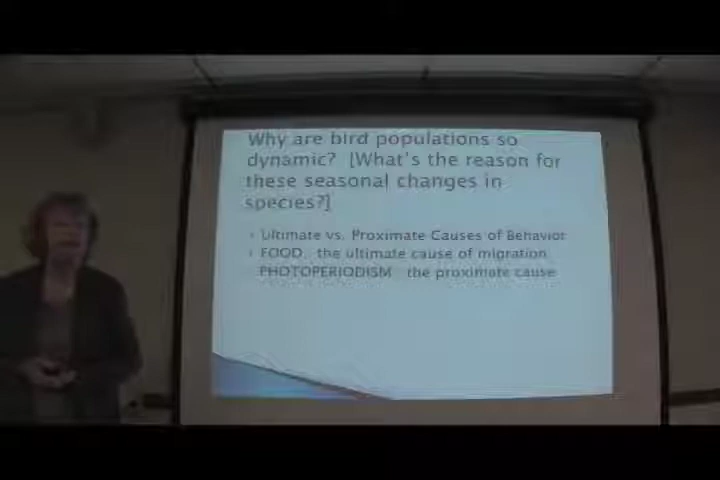 Why are bird populations so
dynamic? [What's the reason for
these seasonal changes in
species?]
Ultimate vs. Proximate Causes of Behavior
FOOD the ultimate cause of migration
PHOTOPERIODISM the proximate cause